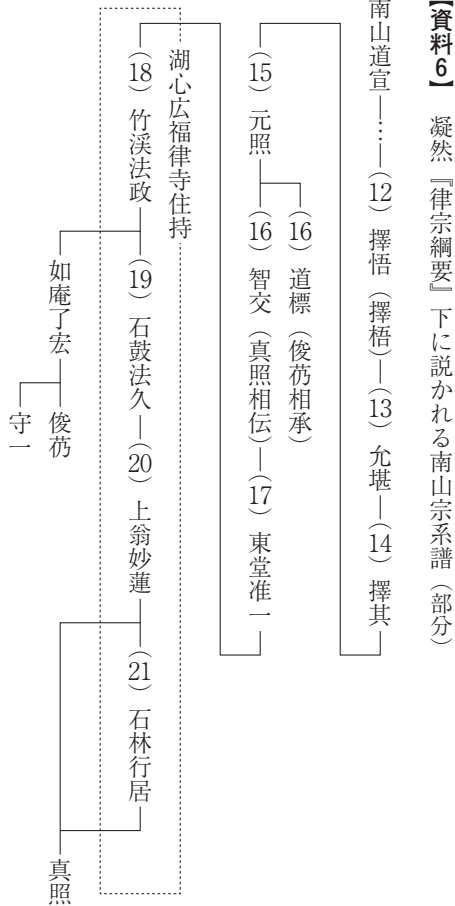 【資料6】 凝然『律宗綱要』下に説かれる南山宗系譜(部分)
南山道宣―…―(12) 擇悟(擇梧)―(13) 允堪―(14) 擇其
(16) 道標(俊芿相承)
(15) 元照 (16) 智交(真照相伝)―(17) 東堂准一
湖心広福律寺住持
(18) 竹渓法政―(19) 石鼓法久―(20) 上翁妙蓮―(21) 石林行居
如庵了宏―俊芿 真照
守一